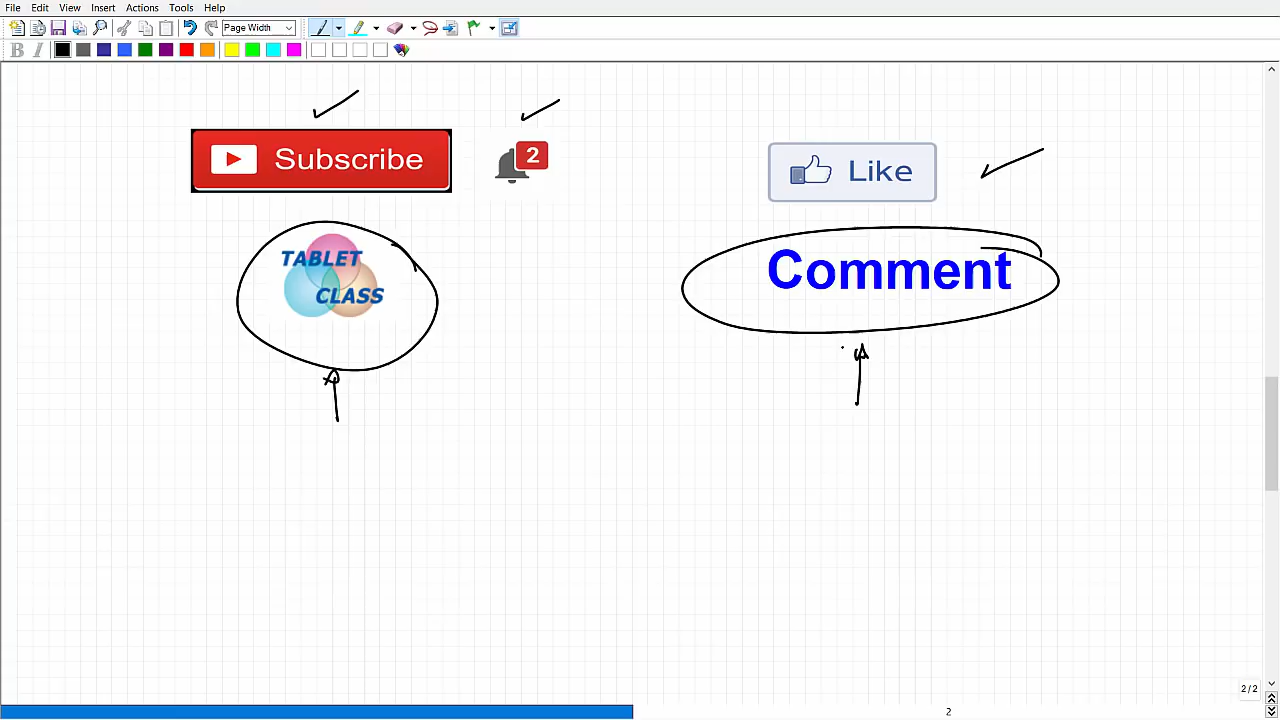 File Edit View Insert Actions Tools Help
Page Width
B I
Subscribe
2
Like
TABLET
CLASS
Comment
2/2
2